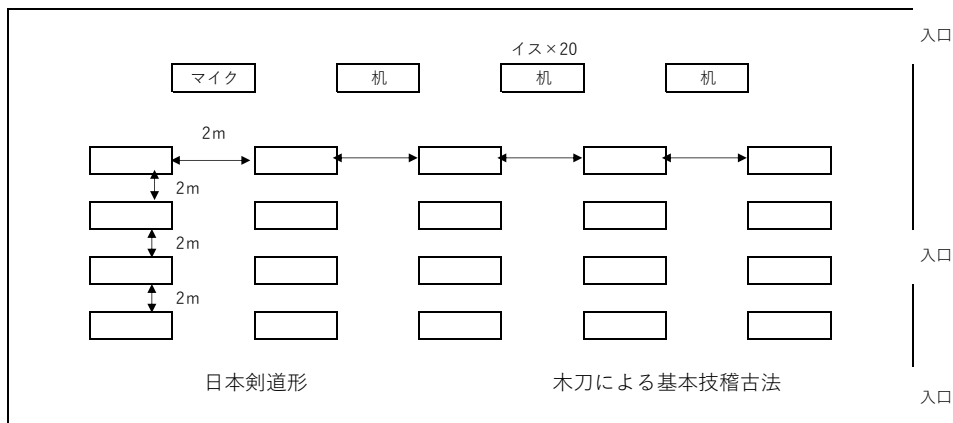 入口
イス×20
マイク
机
机
机
2m
2m
2m
入口
2m
日本剣道形
木刀による基本技稽古法
入口